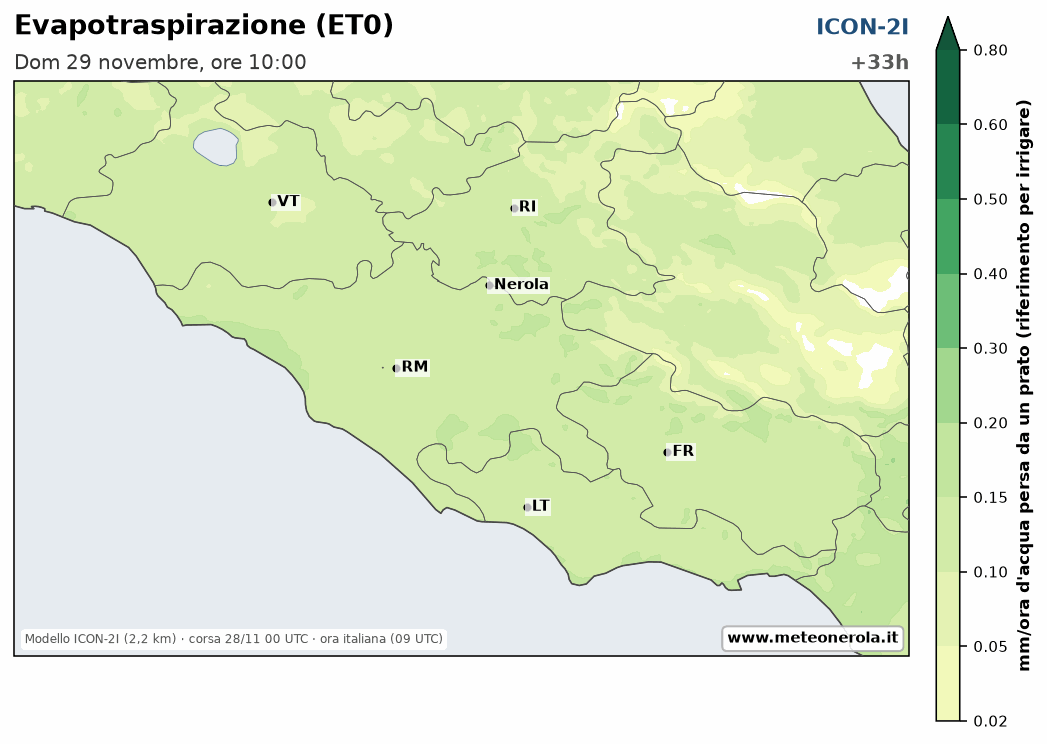 Evapotraspirazione (ET0)
ICON-2I
Dom 29 novembre, ore 10:00
+33h
VT
RI
Nerola
RM
FR
LT
Modello ICON-2I (2,2 km) · corsa 28/11 00 UTC · ora italiana (09 UTC)
www.meteonerola.it
0.80
0.60
0.50
0.40
0.30
0.20
0.15
0.10
0.05
0.02
mm/ora d'acqua persa da un prato (riferimento per irrigare)